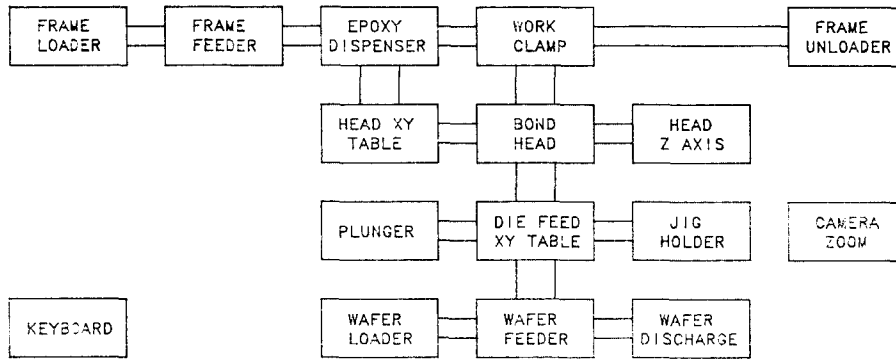 FRAME
LOADER
FRAME
FEEDER
EPOXY
DISPENSER
WORK
CLAMP
FRAME
UNLOADER
HEAD XY
TABLE
BOND
HEAD
HEAD
Z AXIS
PLUNGER
DIE FEED
XY TABLE
JIG
HOLDER
CAMERA
ZOOM
KEYBOARD
WAFER
LOADER
WAFER
FEEDER
WAFER
DISCHARGE